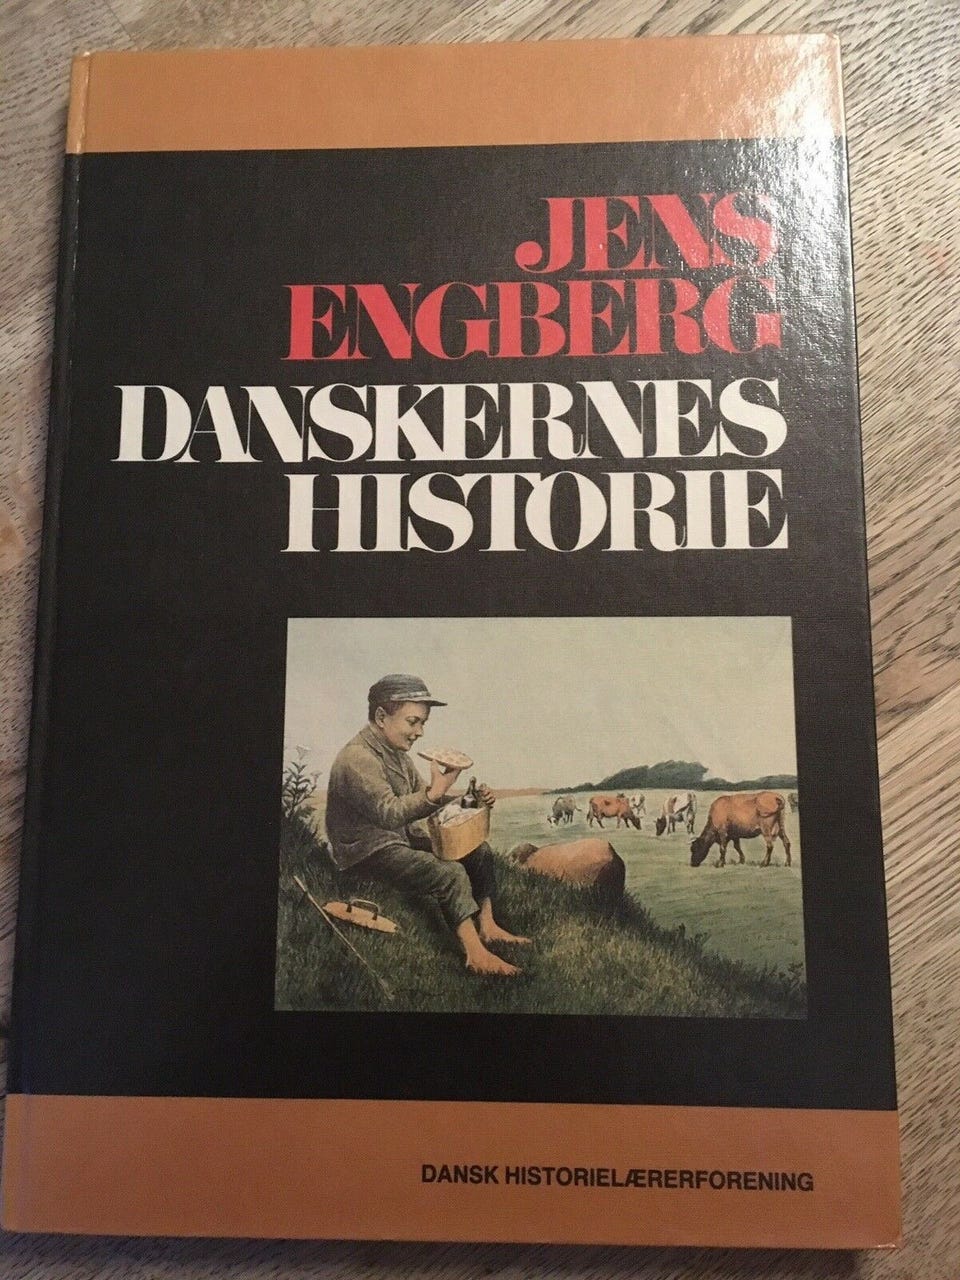 JENS
ENGBERG
DANSKERNES
HISTORIE
DANSK HISTORIELÆRERFORENING